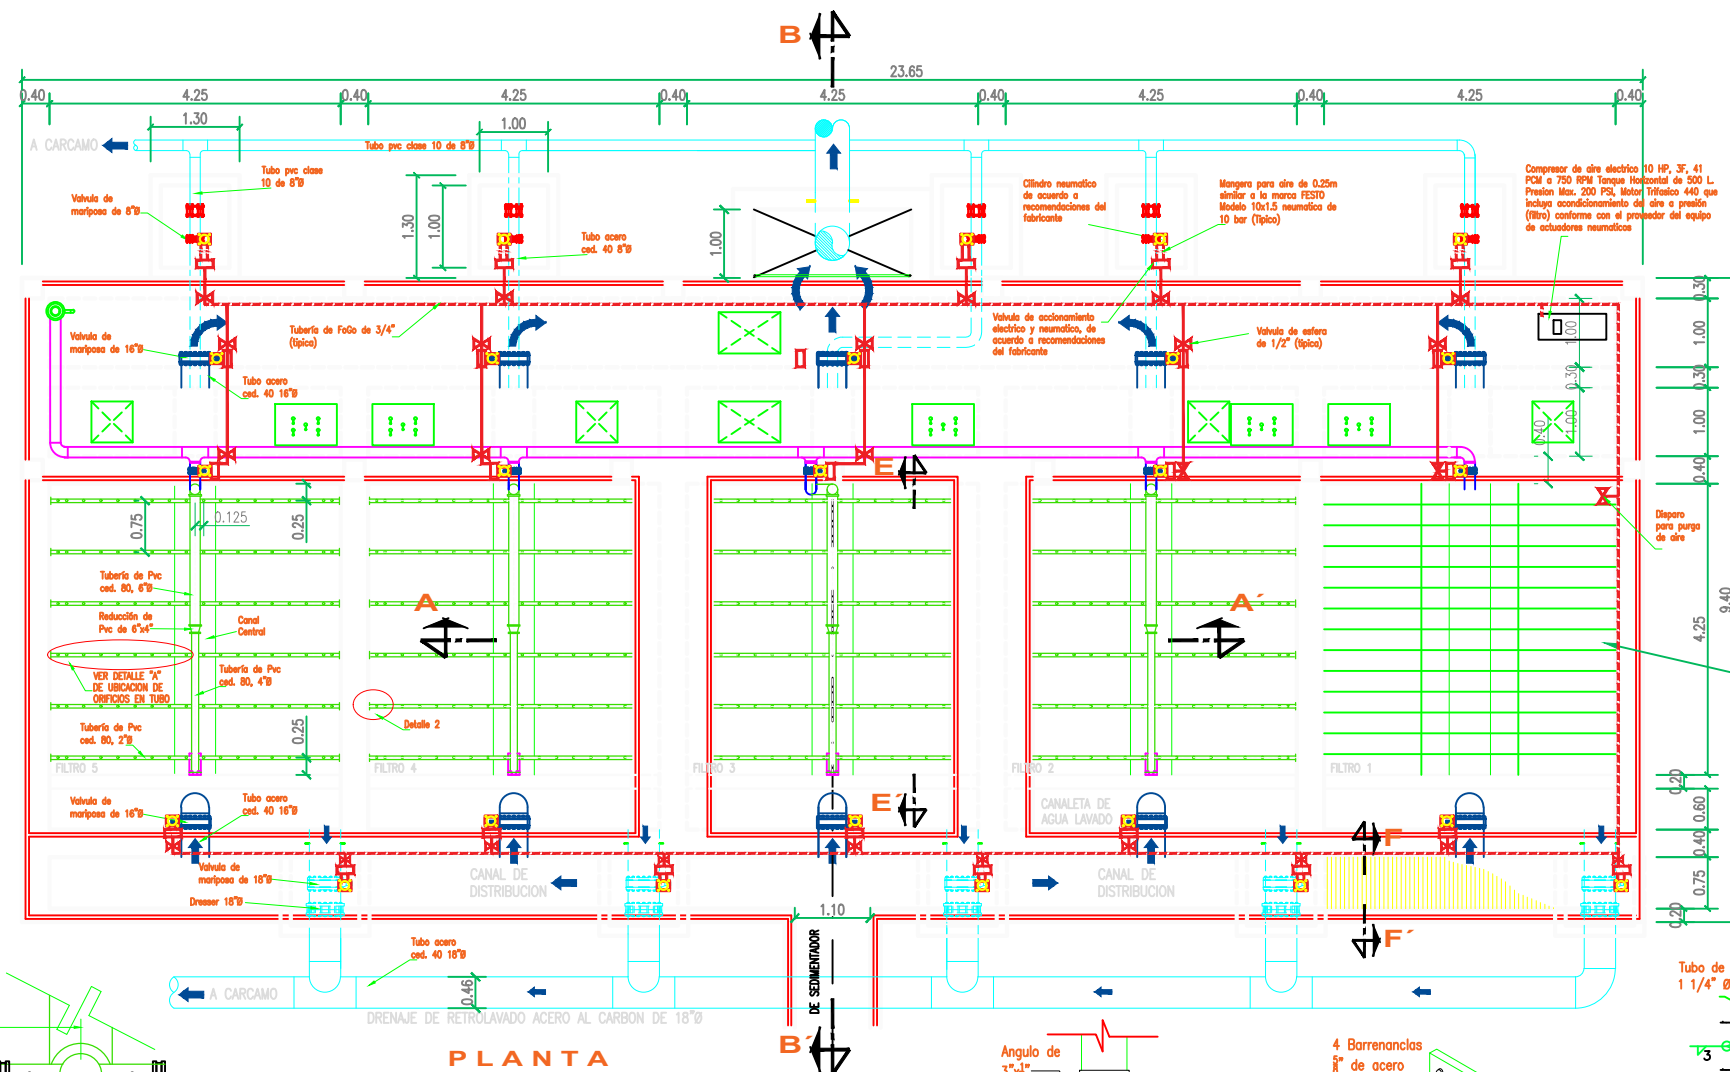 B
23.65
0.40
4.25
0.40
4.25
0.40
4.25
0.40
4.25
0.40
4.25
0.40
1.30
1.00
A CARCAMO
Tubo pvc clase 10 de 8"Ø
Tubo pvc clase
10 de 8"Ø
Valvula de
mariposa de 8"Ø
1.30
1.00
Tubo acero
ced. 40 8"Ø
1.00
Cilindro neumatico
de acuerdo a
recomendaciones del
fabricante
Mangera para aire de 0.25m
similar a la marca FESTO
Modelo 10x1.5 neumatica de
10 bar (Tipico)
Compresor de aire electrico 10 HP, 3F, 41
PCM a 750 RPM Tanque Horizontal de 500 L.
Presion Max. 200 PSI, Motor Trifasico 440 que
incluya acondicionamiento del aire a presión
(filtro) conforme con el proveedor del equipo
de actuadores neumaticos
Valvula de
mariposa de 16"Ø
Tubería de FoGo de 3/4"
(tipica)
Valvula de accionamiento
electrico y neumatico, de
acuerdo a recomendaciones
del fabricante
Valvula de esfera
de 1/2" (tipica)
Tubo acero
ced. 40 16"Ø
1.00
0.30
1.00
0.40
0.30
1.00
0.30
1.00
0.40
E
0.75
0.125
0.25
Disparo
para purga
de aire
Tubería de Pvc
ced. 80, 6"Ø
Reducción de
Pvc de 6"x4"
Canal
Central
A
A´
9.40
4.25
VER DETALLE "A"
DE UBICACION DE
ORIFICIOS EN TUBO
Tubería de Pvc
ced. 80, 4"Ø
Detalle 2
Tubería de Pvc
ced. 80, 2"Ø
0.25
FILTRO 5
FILTRO 4
FILTRO 3
FILTRO 2
FILTRO 1
0.20
Valvula de
mariposa de 16"Ø
Tubo acero
ced. 40 16"Ø
E´
CANALETA DE
AGUA LAVADO
0.60
F
0.40
Valvula de
mariposa de 18"Ø
CANAL DE
DISTRIBUCION
CANAL DE
DISTRIBUCION
0.75
Dresser 18"Ø
1.10
0.20
Tubo acero
ced. 40 18"Ø
DE SEDIMENTADOR
F´
A CARCAMO
0.46
Tubo de
1 1/4" Ø
DRENAJE DE RETROLAVADO ACERO AL CARBON DE 18"Ø
PLANTA
B´
Angulo de
4 Barrenanclas
de acero
3